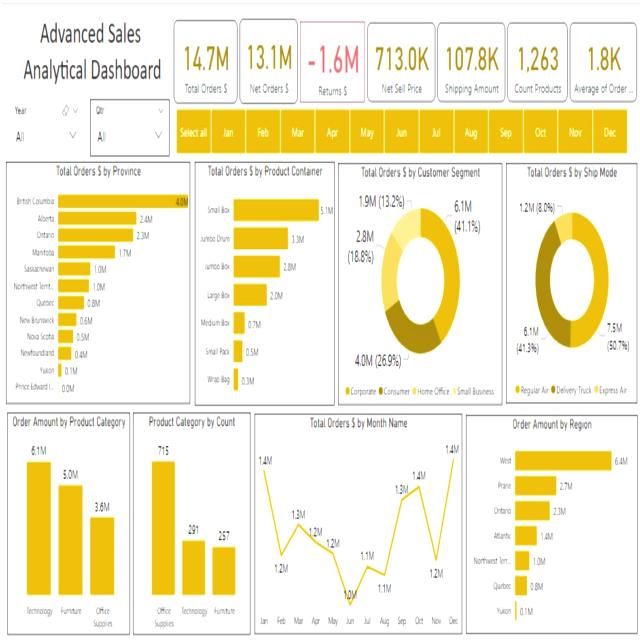 Advanced Sales
Analytical Dashboard
Year
All
Qtr
All
14.7M
Total Orders $
13.1M
Net Orders $
-1.6M
Returns $
713.0K
Net Sell Price
107.8K
Shipping Amount
1,263
Count Products
1.8K
Average of Order ...
Select all Jan Feb Mar Apr May Jun Jul Aug Sep Oct Nov Dec
Total Orders $ by Province
British Columbia 4.0M
Alberta 2.4M
Ontario 2.3M
Manitoba 1.7M
Saskachewan 1.0M
Northwest Territ... 1.0M
Quebec 0.8M
New Brunswick 0.6M
Nova Scotia 0.5M
Newfoundland 0.4M
Yukon 0.1M
Prince Edward I... 0.0M
Total Orders $ by Product Container
Small Box 5.1M
Jumbo Drum 3.3M
Jumbo Box 2.8M
Large Box 2.0M
Medium Box 0.7M
Small Pack 0.5M
Wrap Bag 0.3M
Total Orders $ by Customer Segment
1.9M (13.2%)
6.1M
(41.1%)
2.8M
(18.8%)
4.0M (26.9%)
Corporate Consumer Home Office Small Business
Total Orders $ by Ship Mode
1.2M (8.0%)
6.1M
(41.3%)
7.5M
(50.7%)
Regular Air Delivery Truck Express Air
Order Amount by Product Category
6.1M
5.0M
3.6M
Technology Furniture Office
Supplies
Product Category by Count
715
291
257
Office
Supplies
Technology Furniture
Total Orders $ by Month Name
1.4M
1.2M
1.3M
1.2M
1.2M
1.0M
1.1M
1.1M
1.3M
1.4M
1.2M
1.4M
Jan Feb Mar Apr May Jun Jul Aug Sep Oct Nov Dec
Order Amount by Region
West 6.4M
Prarie 2.7M
Ontario 2.3M
Atlantic 1.4M
Northwest Terr... 1.0M
Quebec 0.8M
Yukon 0.1M